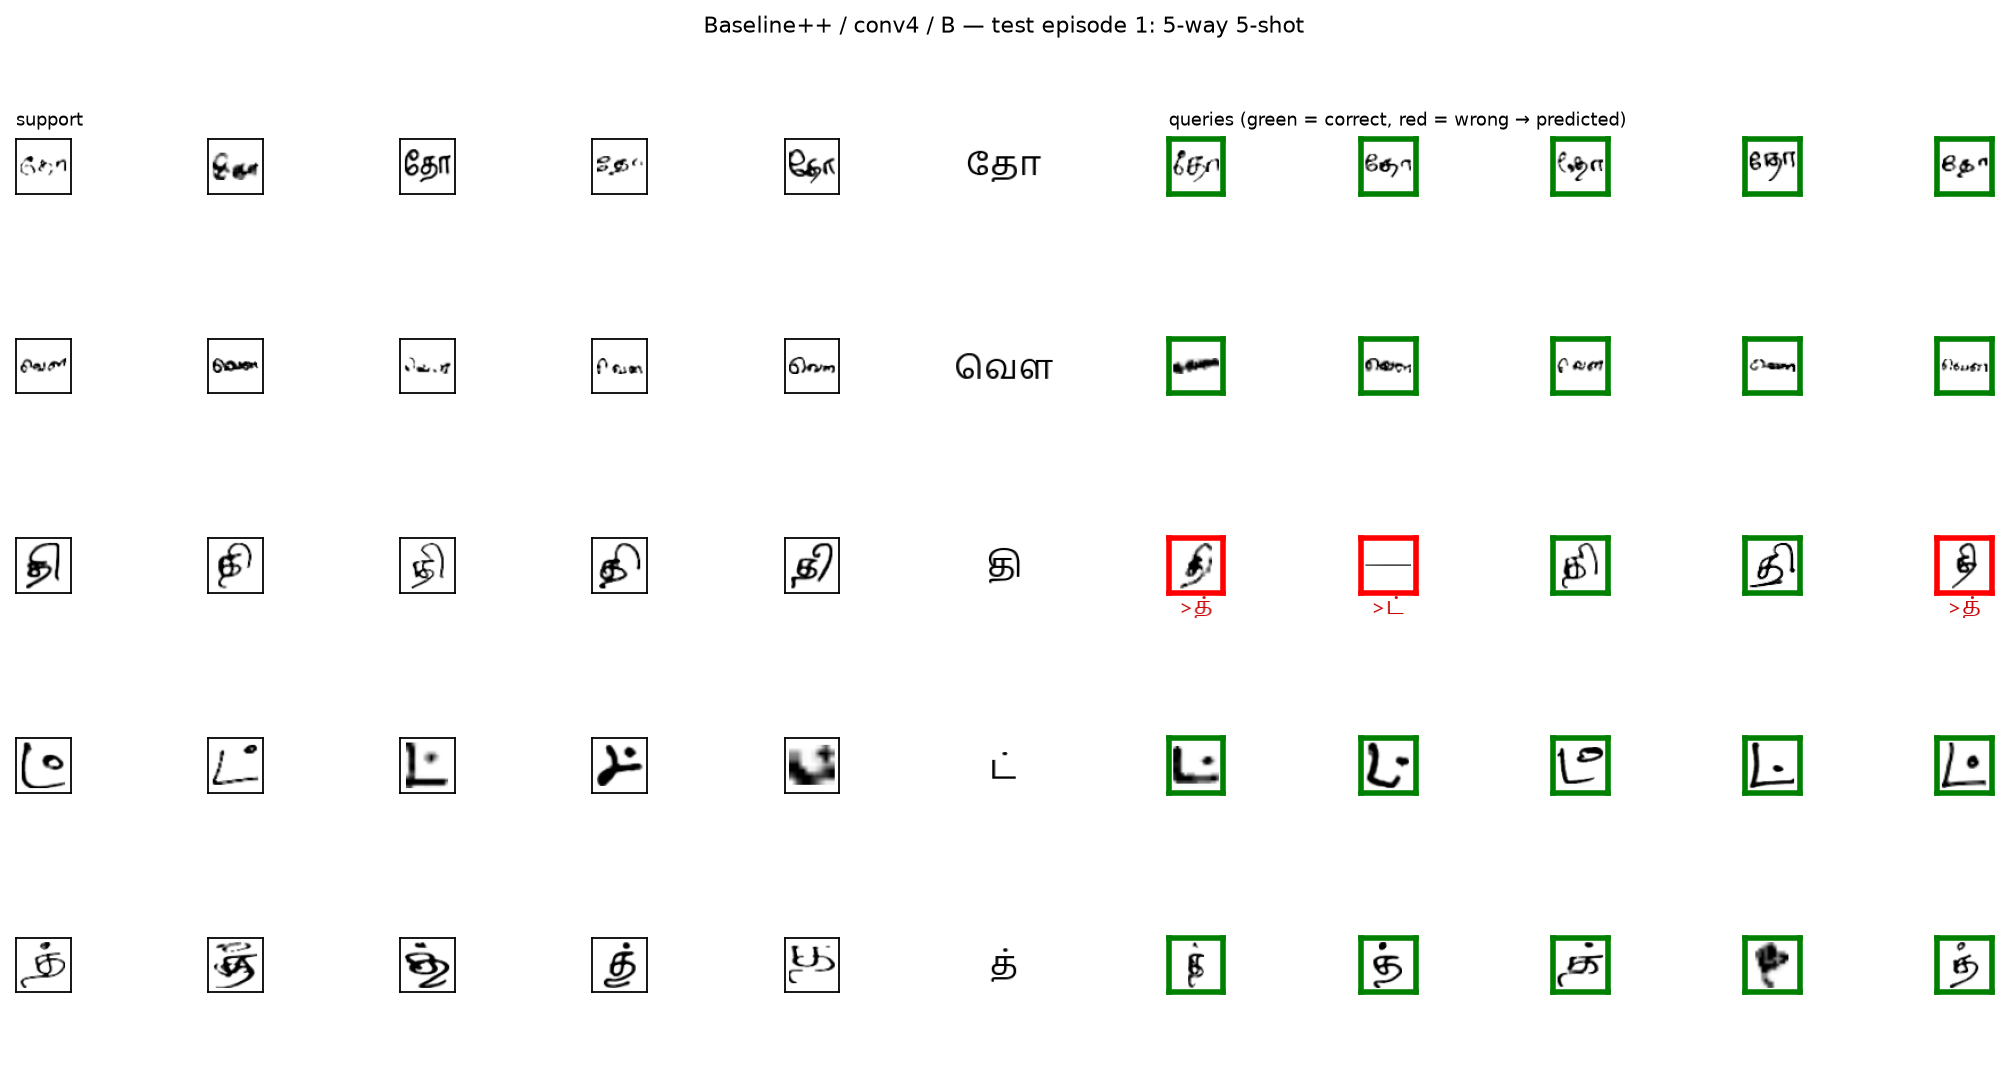 Baseline++ / conv4 / B — test episode 1: 5-way 5-shot
support
queries (green = correct, red = wrong → predicted)
தோ தோ தோ தோ தோ தோ தோ
வௌ வௌ வௌ வௌ வௌ வௌ வௌ வௌ
தி தி தி தி தி தி தி தி தி தி
>த் >ட் >த்
ட் ட் ட் ட் ட் ட் ட் ட் ட் ட்
த் த் த் த் த் த் த்